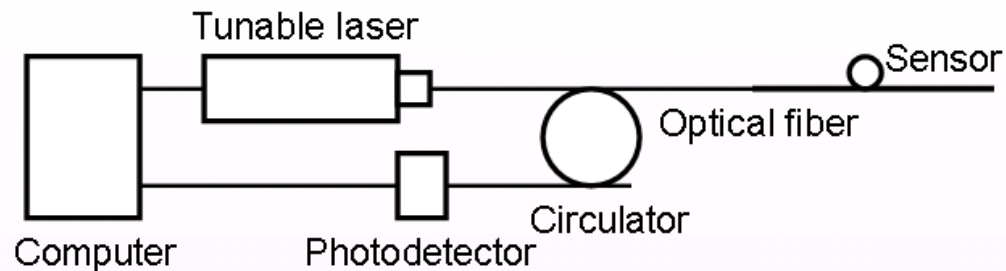 Tunable laser
Sensor
Optical fiber
Circulator
Computer
Photodetector